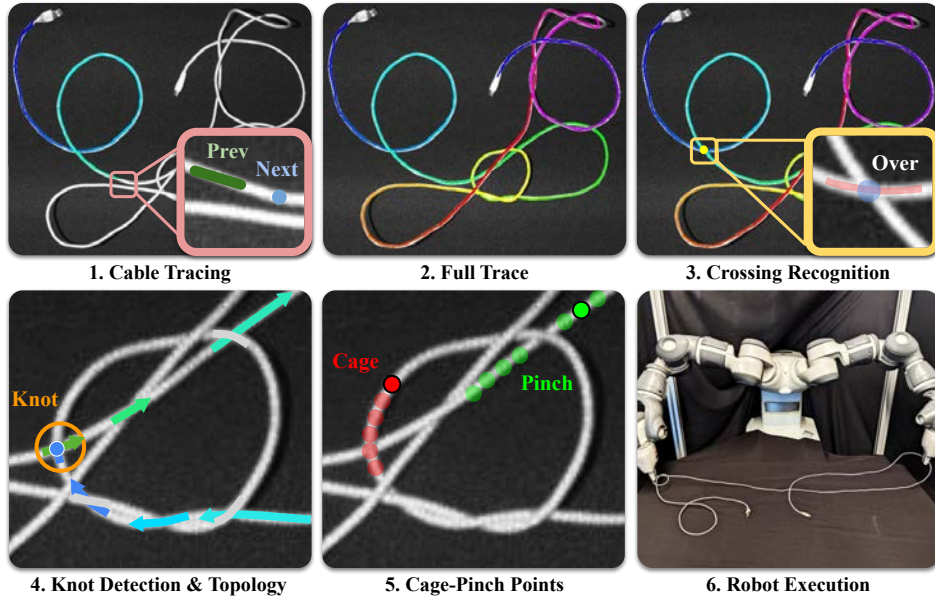 Prev
Next
1. Cable Tracing
2. Full Trace
Over
3. Crossing Recognition
Knot
4. Knot Detection & Topology
Cage
Pinch
5. Cage-Pinch Points
6. Robot Execution